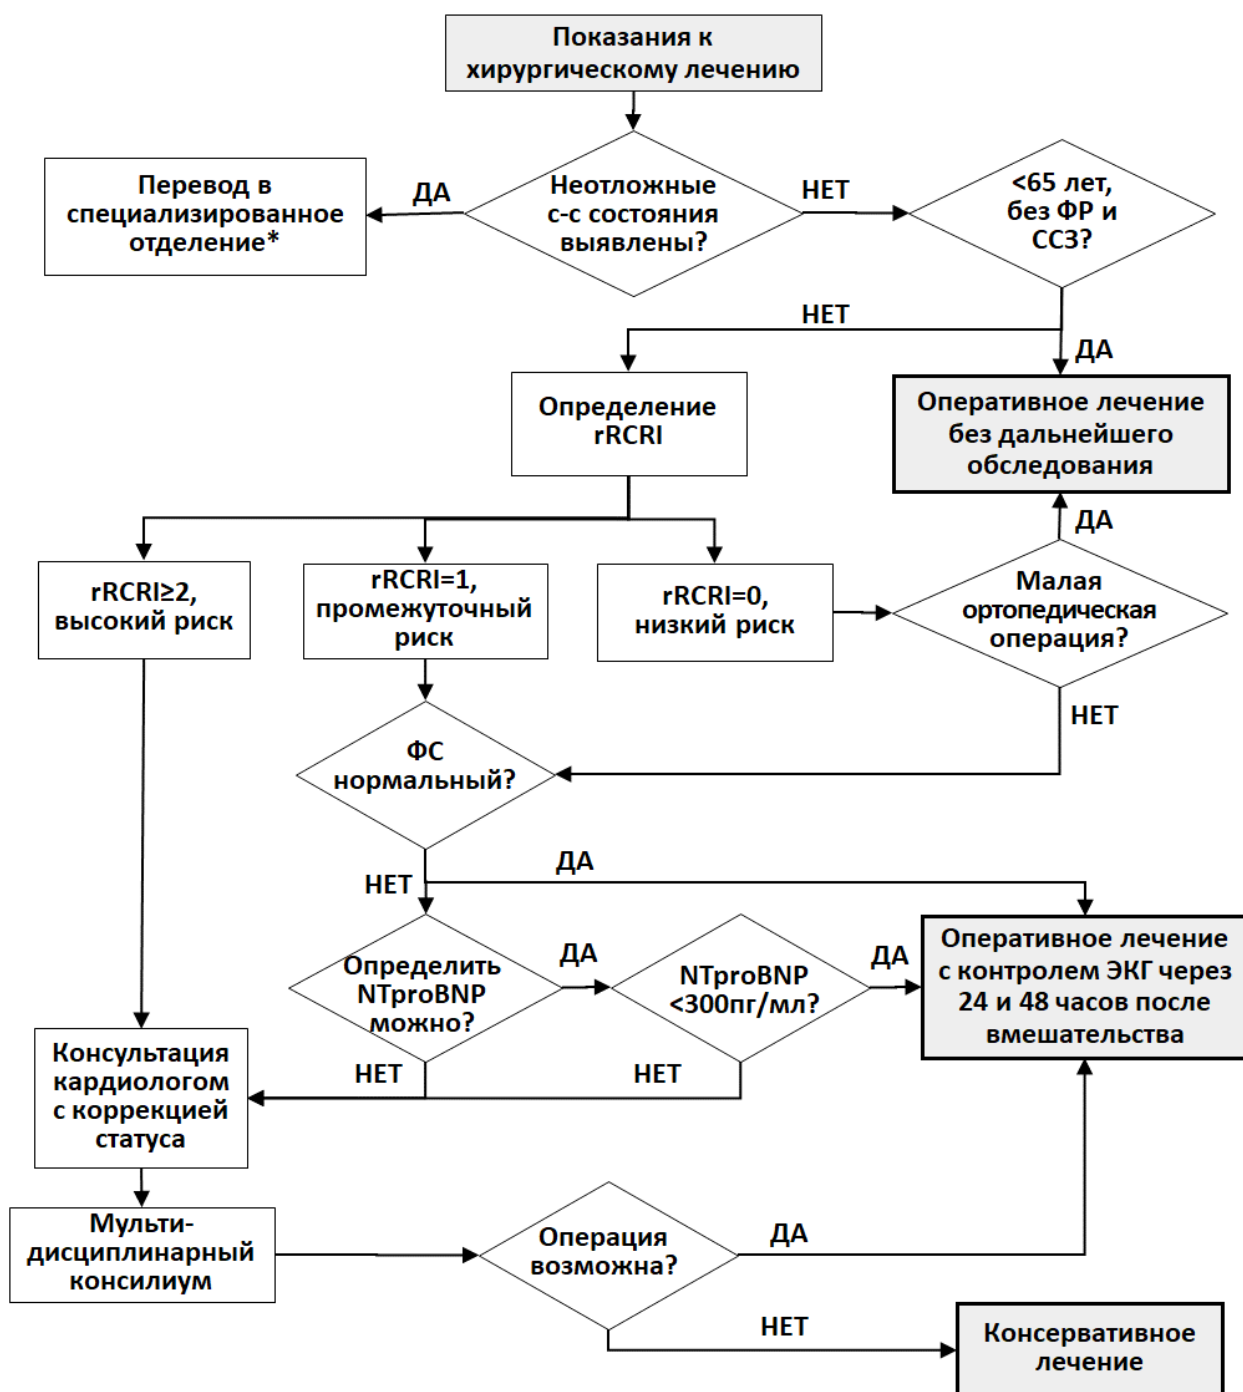 Показания к
хирургическому лечению
Неотложные
с-с состояния
выявлены?
ДА
НЕТ
Перевод в
специализированное
отделение*
<65 лет,
без ФР и
ССЗ?
НЕТ
ДА
Определение
rRCRI
Оперативное лечение
без дальнейшего
обследования
ДА
rRCRI≥2,
высокий риск
rRCRI=1,
промежуточный
риск
rRCRI=0,
низкий риск
Малая
ортопедическая
операция?
НЕТ
ФС
нормальный?
ДА
НЕТ
Определить
NTproBNP
можно?
ДА
NTproBNP
<300пг/мл?
ДА
Оперативное лечение
с контролем ЭКГ через
24 и 48 часов после
вмешательства
НЕТ
НЕТ
Консультация
кардиологом
с коррекцией
статуса
Мульти-
дисциплинарный
консилиум
Операция
возможна?
ДА
НЕТ
Консервативное
лечение